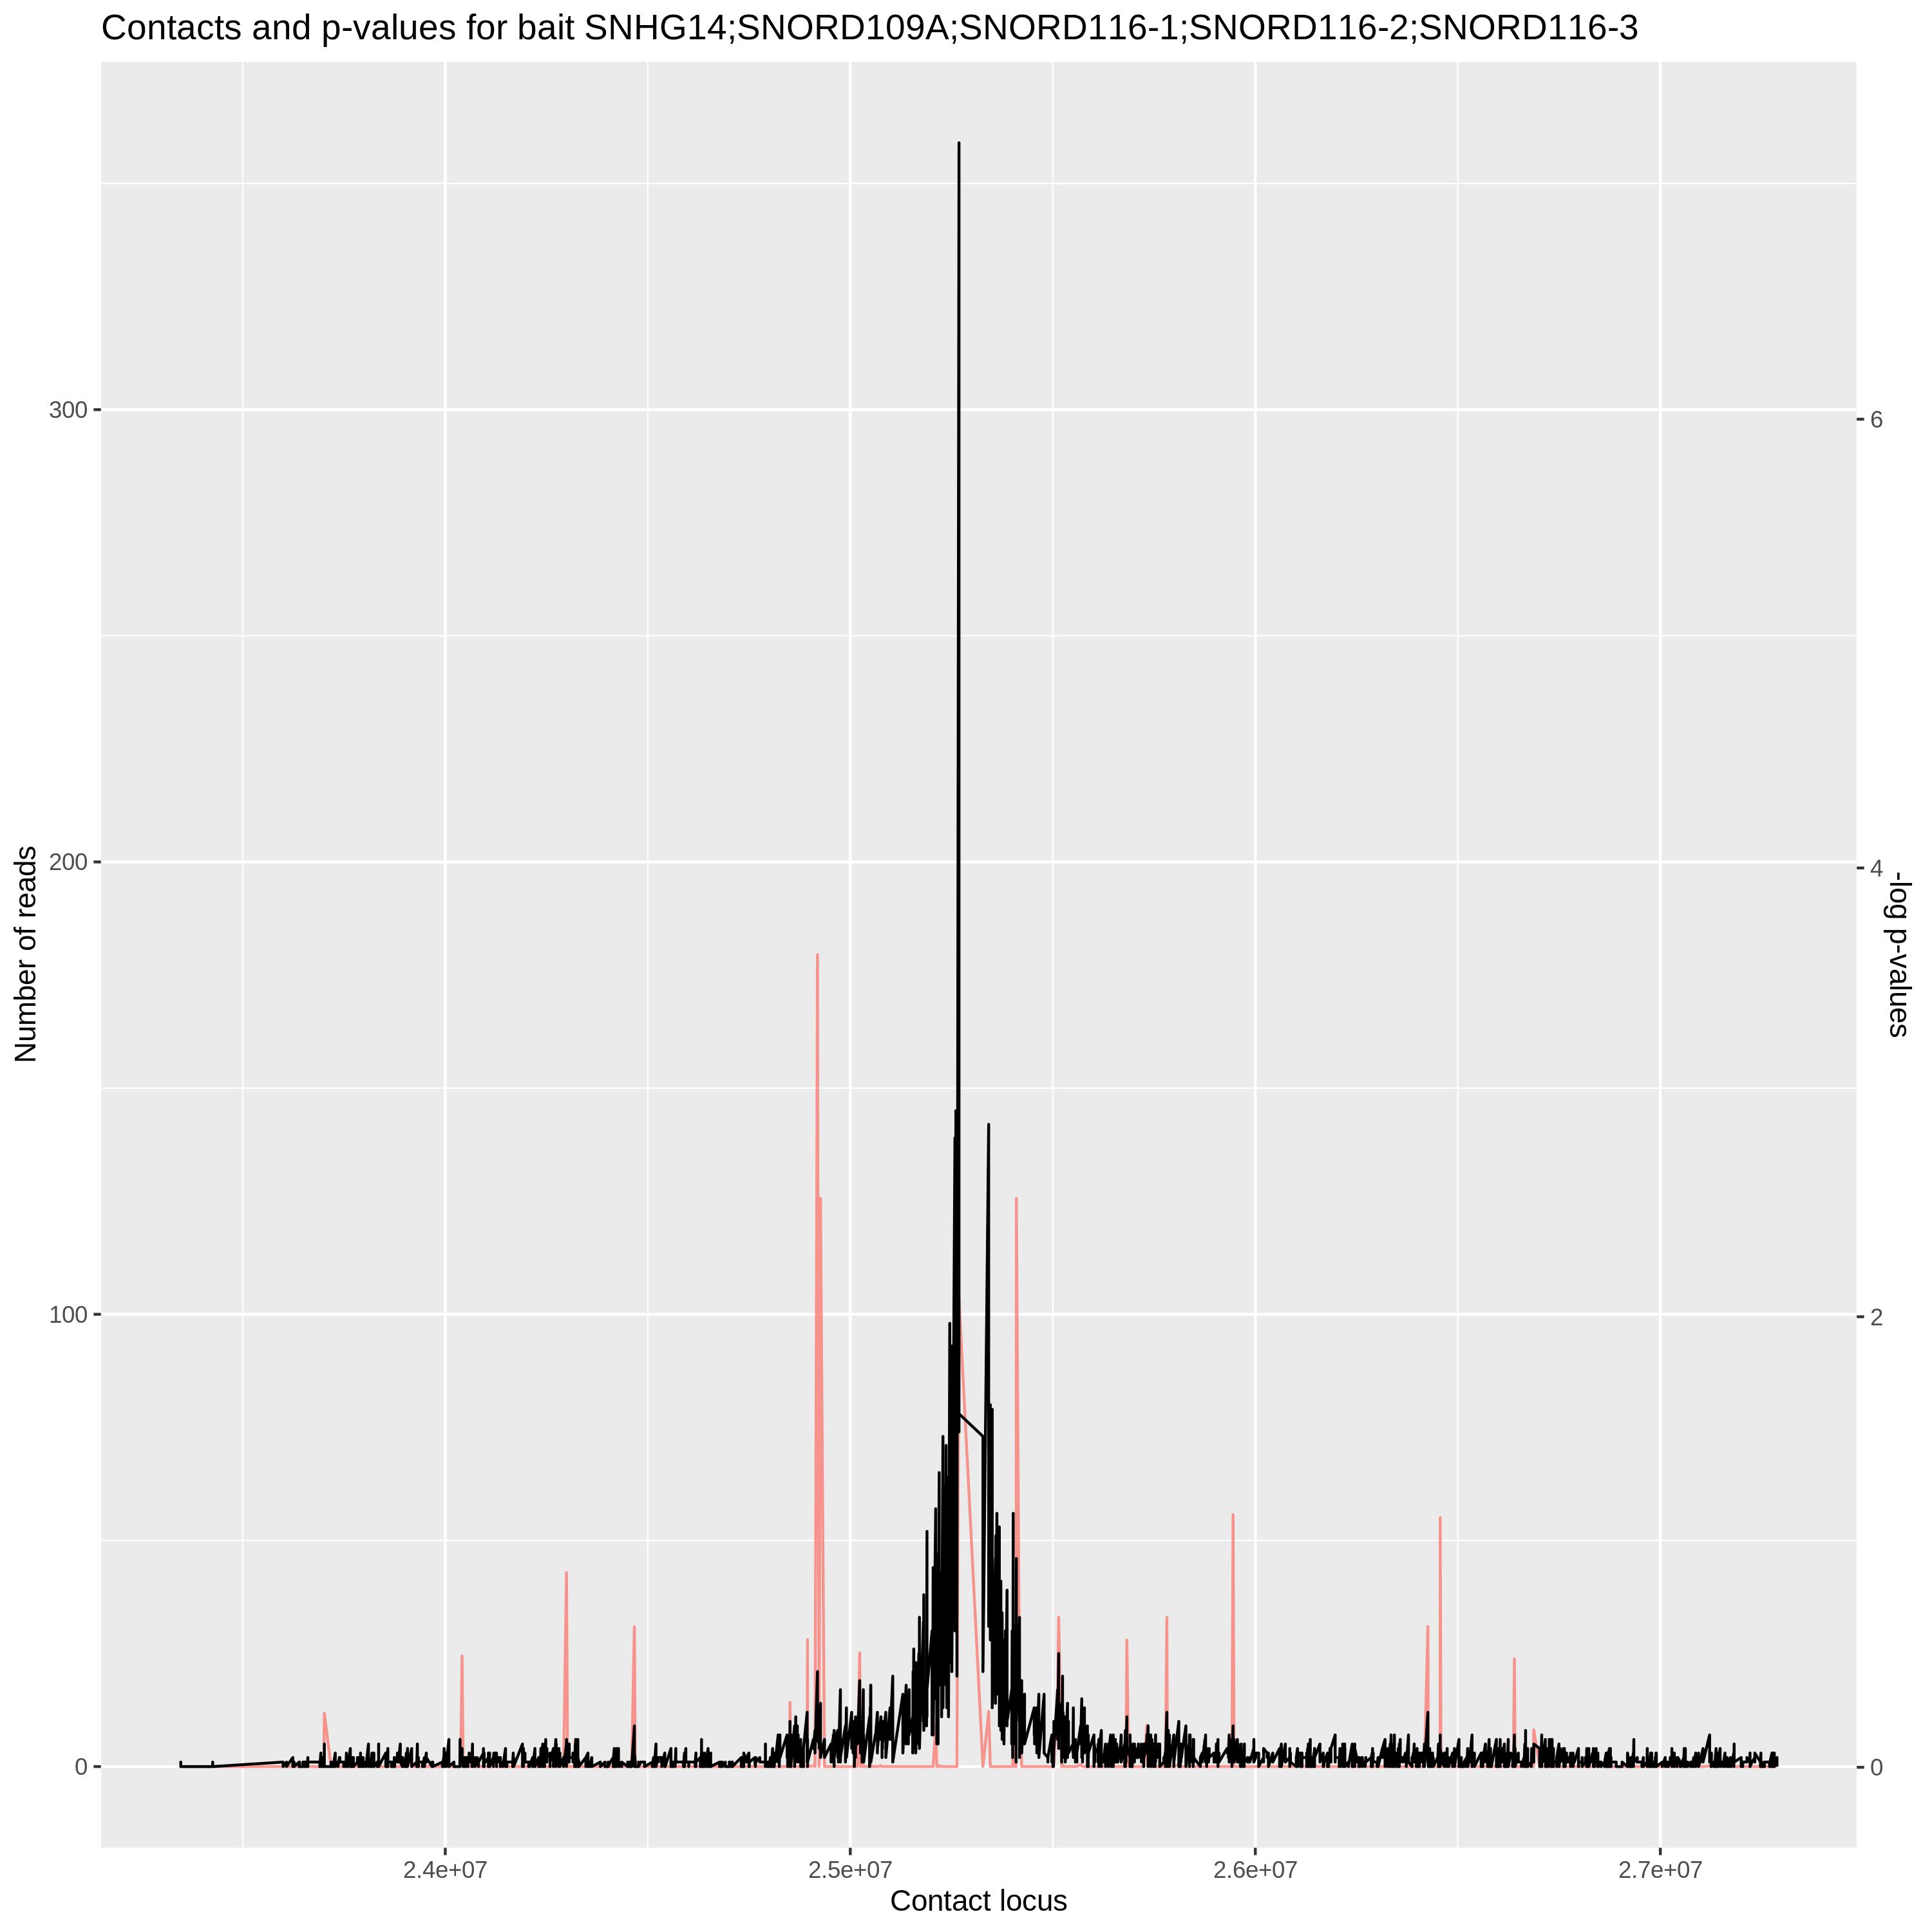 Contacts and p-values for bait SNHG14;SNORD109A;SNORD116-1;SNORD116-2;SNORD116-3
300
200
100
0
Number of reads
6
4
2
0
-log p-values
2.4e+07
2.5e+07
2.6e+07
2.7e+07
Contact locus